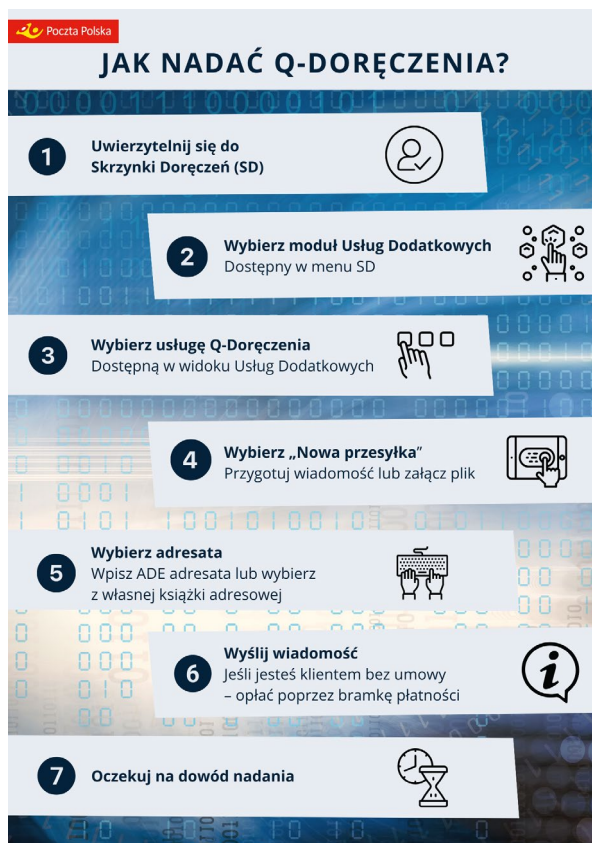 Poczta Polska
JAK NADAĆ Q-DORĘCZENIA?
1
Uwierzytelnij się do
Skrzynki Doręczeń (SD)
2
Wybierz moduł Usług Dodatkowych
Dostępny w menu SD
3
Wybierz usługę Q-Doręczenia
Dostępną w widoku Usług Dodatkowych
4
Wybierz „Nowa przesyłka”
Przygotuj wiadomość lub załącz plik
5
Wybierz adresata
Wpisz ADE adresata lub wybierz
z własnej książki adresowej
6
Wyślij wiadomość
Jeśli jesteś klientem bez umowy
– opłać poprzez bramkę płatności
7
Oczekuj na dowód nadania